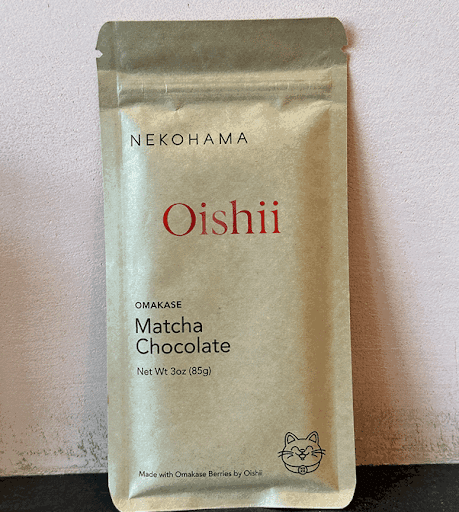 NEKOHAMA
Oishii
OMAKASE
Matcha
Chocolate
Net Wt 3oz (85g)
Made with Omakase Berries by Oishii